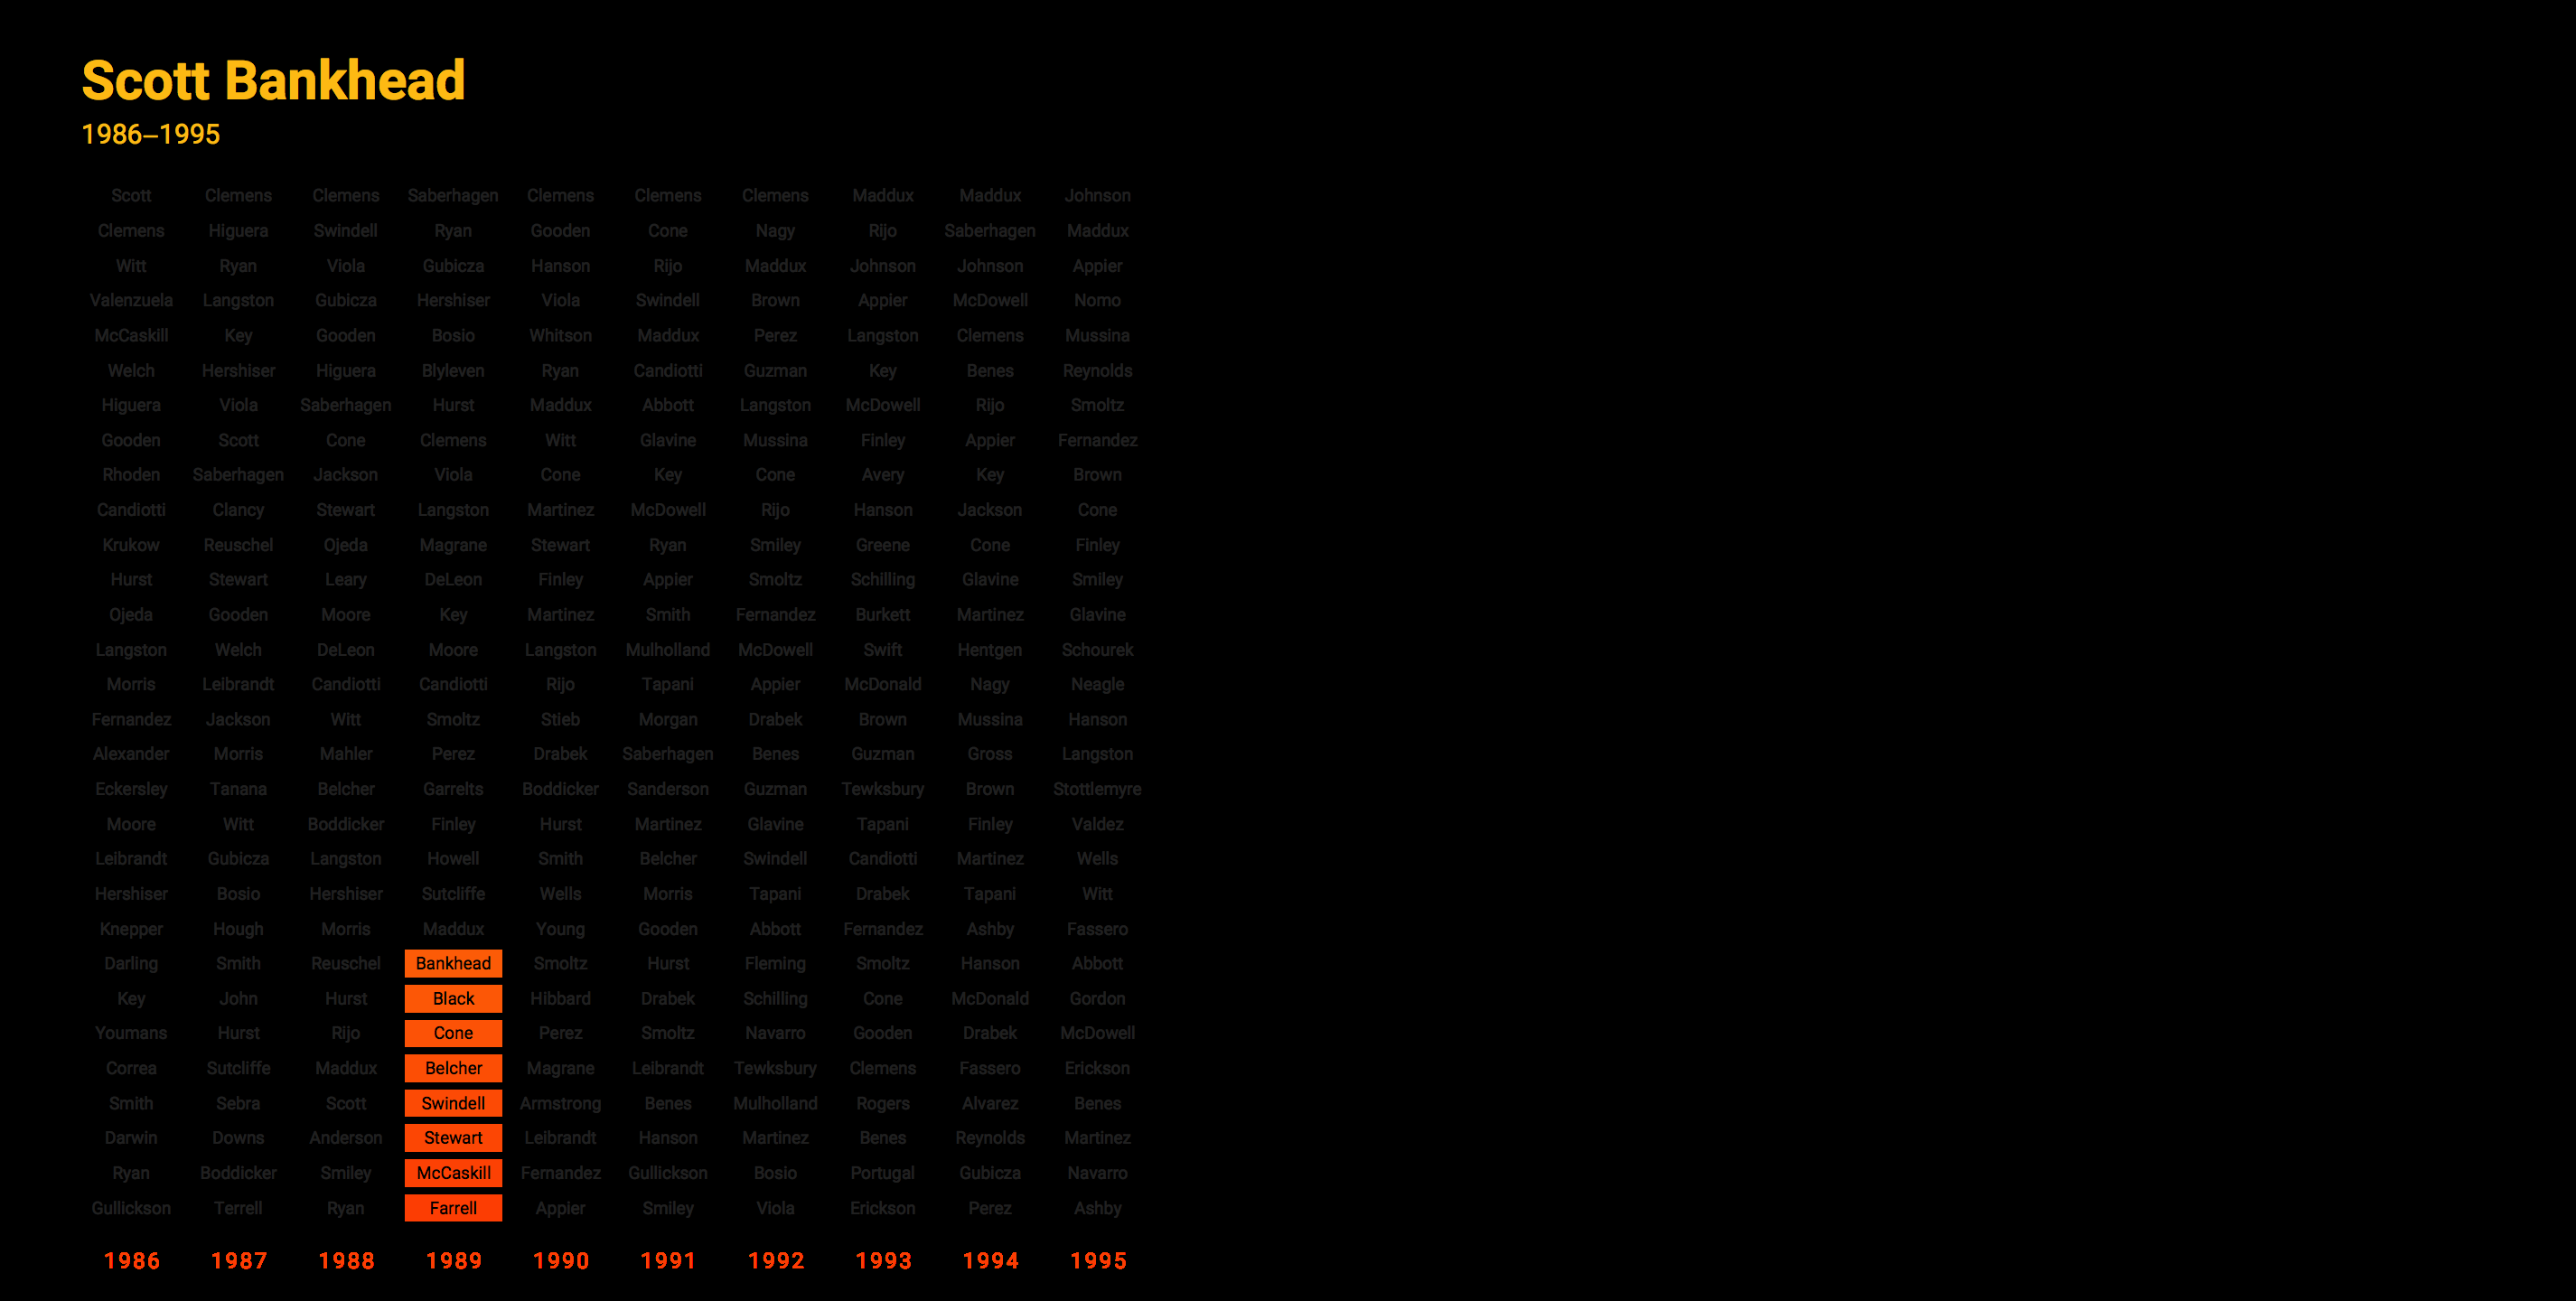 Scott Bankhead
1986–1995
Scott Clemens Clemens Saberhagen Clemens Clemens Clemens Maddux Maddux Johnson
Clemens Higuera Swindell Ryan Gooden Cone Nagy Rijo Saberhagen Maddux
Witt Ryan Viola Gubicza Hanson Rijo Maddux Johnson Johnson Appier
Valenzuela Langston Gubicza Hershiser Viola Swindell Brown Appier McDowell Nomo
McCaskill Key Gooden Bosio Whitson Maddux Perez Langston Clemens Mussina
Welch Hershiser Higuera Blyleven Ryan Candiotti Guzman Key Benes Reynolds
Higuera Viola Saberhagen Hurst Maddux Abbott Langston McDowell Rijo Smoltz
Gooden Scott Cone Clemens Witt Glavine Mussina Finley Appier Fernandez
Rhoden Saberhagen Jackson Viola Cone Key Cone Avery Key Brown
Candiotti Clancy Stewart Langston Martinez McDowell Rijo Hanson Jackson Cone
Krukow Reuschel Ojeda Magrane Stewart Ryan Smiley Greene Cone Finley
Hurst Stewart Leary DeLeon Finley Appier Smoltz Schilling Glavine Smiley
Ojeda Gooden Moore Key Martinez Smith Fernandez Burkett Martinez Glavine
Langston Welch DeLeon Moore Langston Mulholland McDowell Swift Hentgen Schourek
Morris Leibrandt Candiotti Candiotti Rijo Tapani Appier McDonald Nagy Neagle
Fernandez Jackson Witt Smoltz Stieb Morgan Drabek Brown Mussina Hanson
Alexander Morris Mahler Perez Drabek Saberhagen Benes Guzman Gross Langston
Eckersley Tanana Belcher Garrelts Boddicker Sanderson Guzman Tewksbury Brown Stottlemyre
Moore Witt Boddicker Finley Hurst Martinez Glavine Tapani Finley Valdez
Leibrandt Gubicza Langston Howell Smith Belcher Swindell Candiotti Martinez Wells
Hershiser Bosio Hershiser Sutcliffe Wells Morris Tapani Drabek Tapani Witt
Knepper Hough Morris Maddux Young Gooden Abbott Fernandez Ashby Fassero
Darling Smith Reuschel Bankhead Smoltz Hurst Fleming Smoltz Hanson Abbott
Key John Hurst Black Hibbard Drabek Schilling Cone McDonald Gordon
Youmans Hurst Rijo Cone Perez Smoltz Navarro Gooden Drabek McDowell
Correa Sutcliffe Maddux Belcher Magrane Leibrandt Tewksbury Clemens Fassero Erickson
Smith Sebra Scott Swindell Armstrong Benes Mulholland Rogers Alvarez Benes
Darwin Downs Anderson Stewart Leibrandt Hanson Martinez Benes Reynolds Martinez
Ryan Boddicker Smiley McCaskill Fernandez Gullickson Bosio Portugal Gubicza Navarro
Gullickson Terrell Ryan Farrell Appier Smiley Viola Erickson Perez Ashby
1986 1987 1988 1989 1990 1991 1992 1993 1994 1995